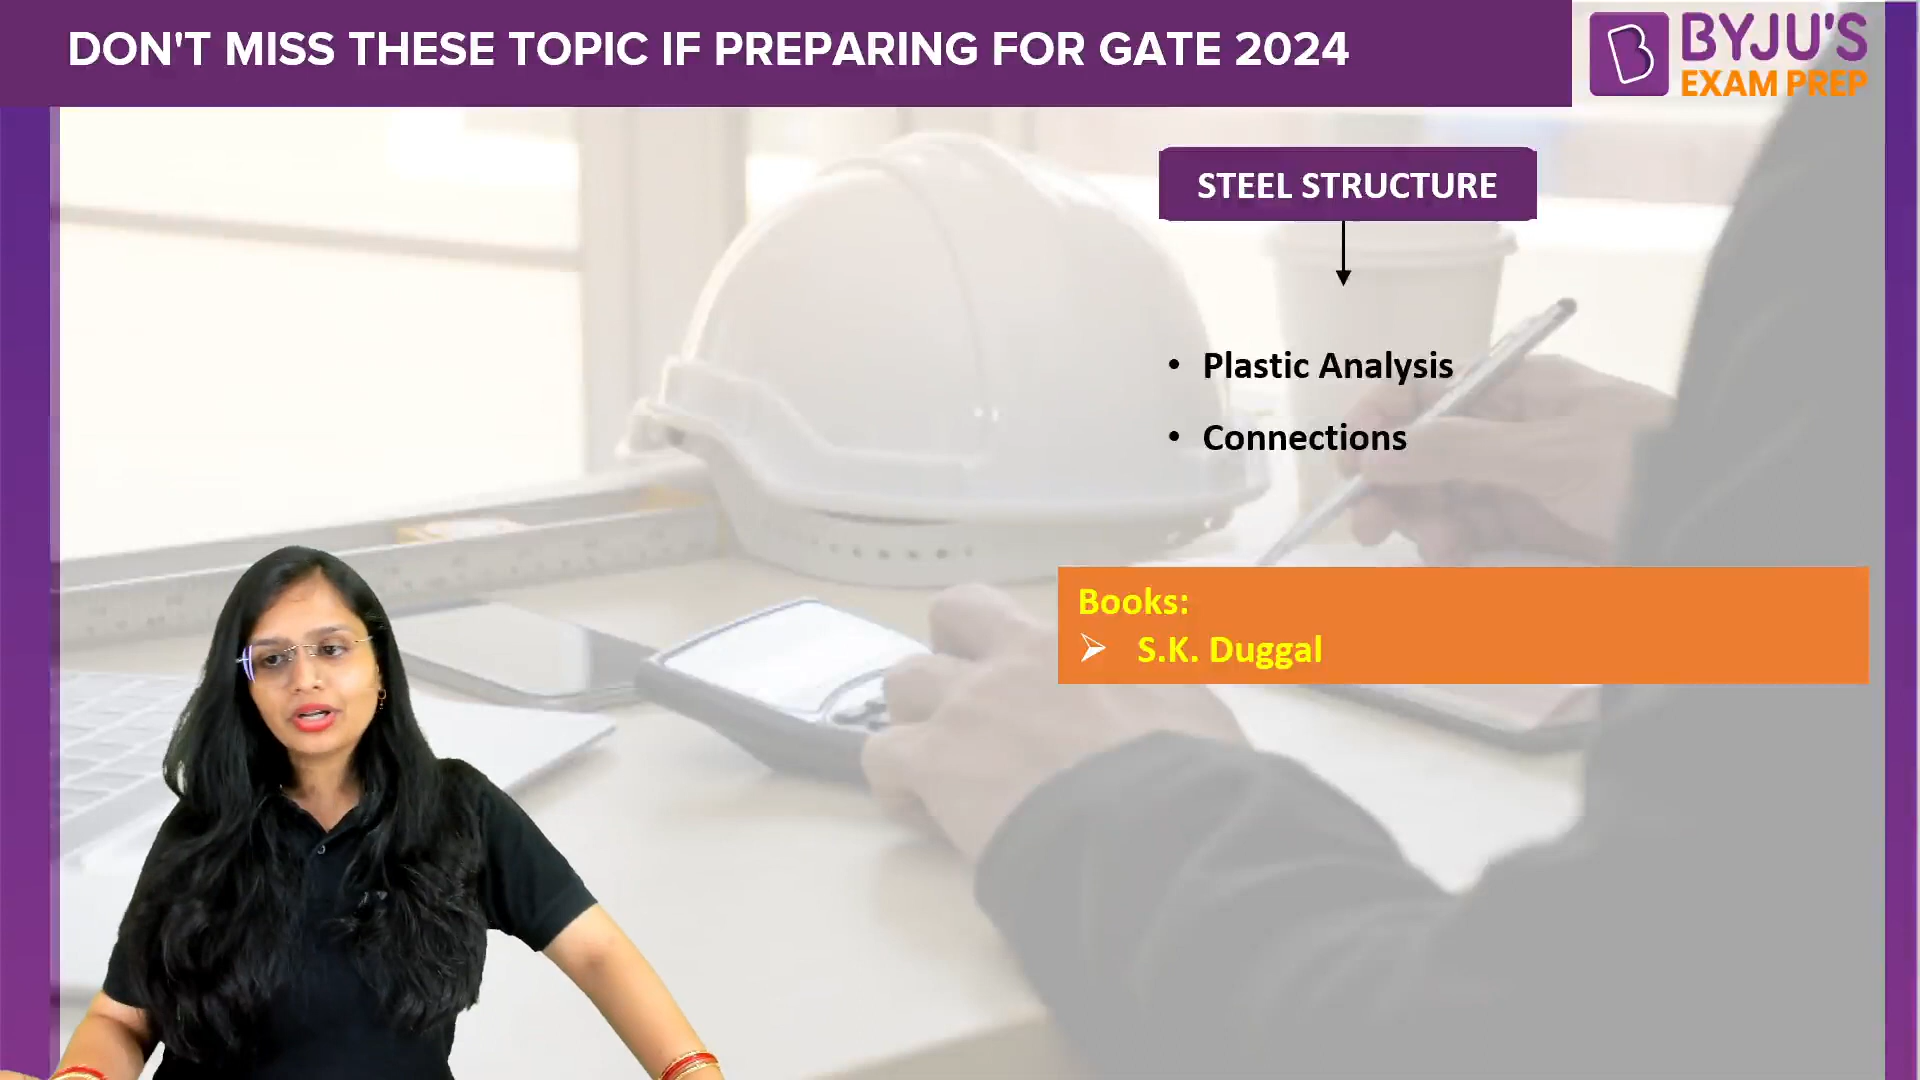 DON'T MISS THESE TOPIC IF PREPARING FOR GATE 2024
BYJU'S
EXAM PREP
STEEL STRUCTURE
• Plastic Analysis
• Connections
Books:
➢ S.K. Duggal